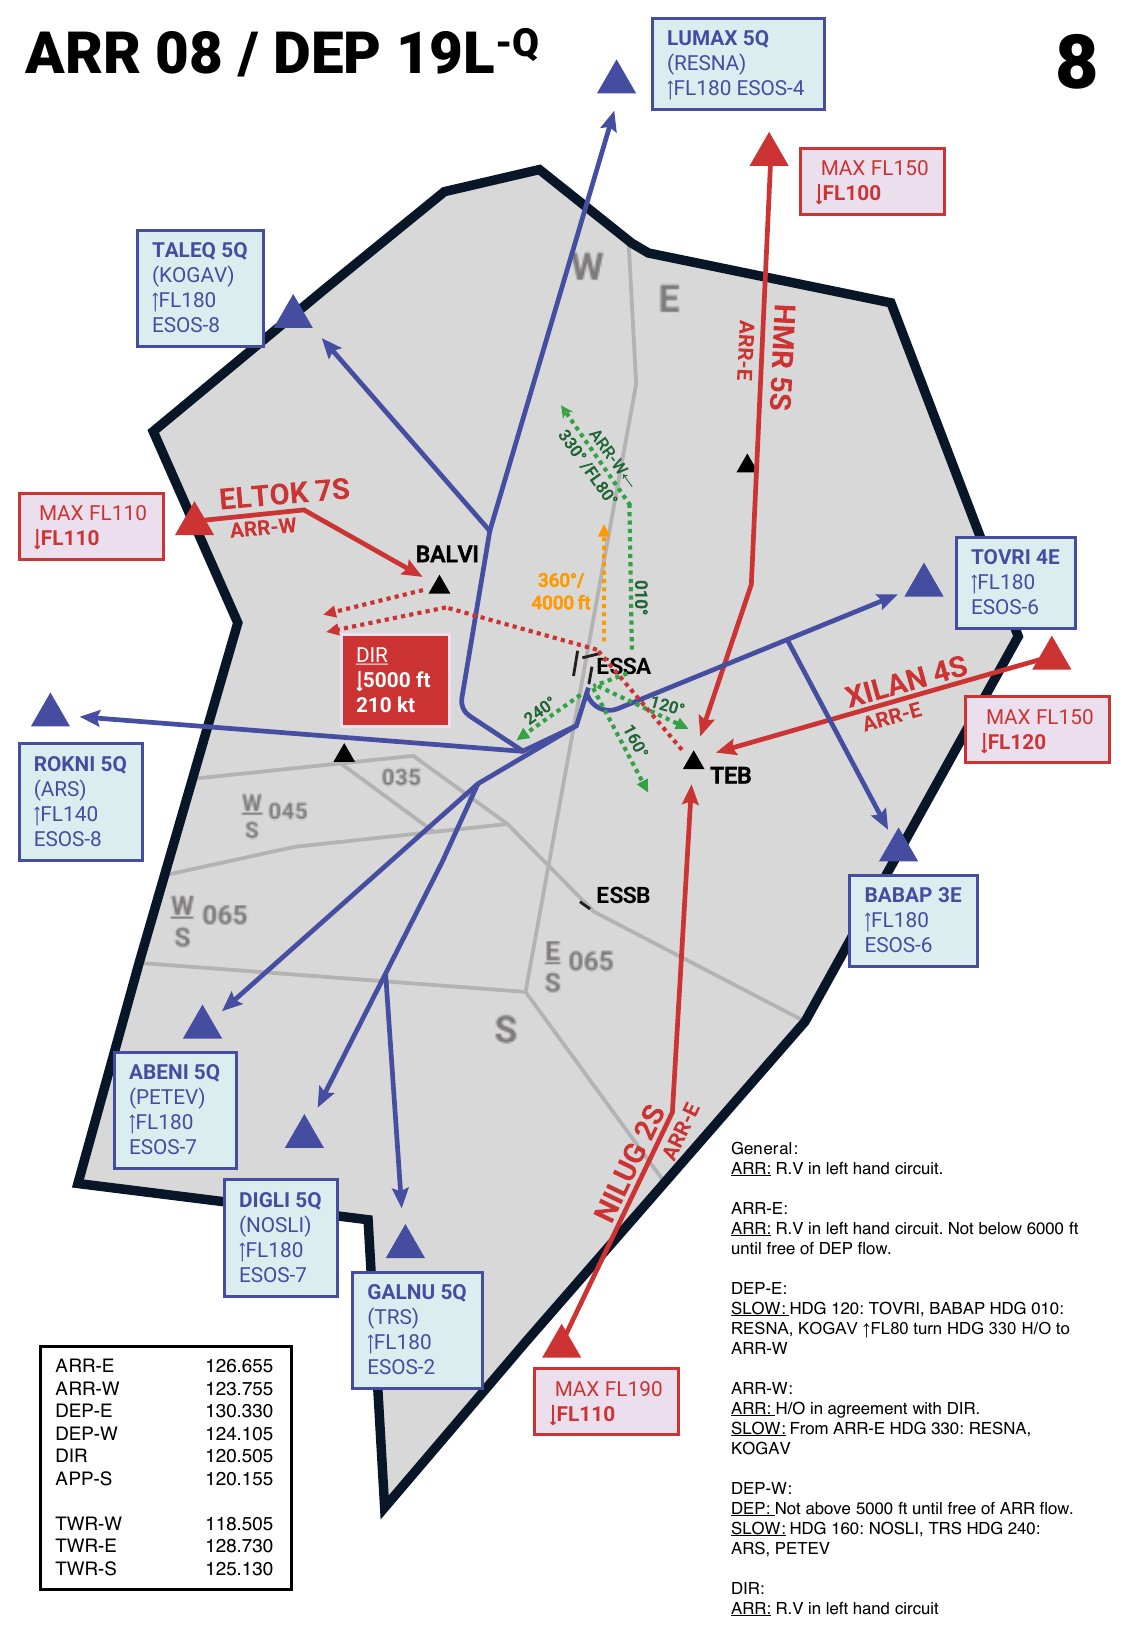 ARR 08 / DEP 19L-Q
8
LUMAX 5Q
(RESNA)
↑FL180 ESOS-4
MAX FL150
↓FL100
TALEQ 5Q
(KOGAV)
↑FL180
ESOS-8
W
E
HMR 5S
ARR-E
ARR-W←
330° /FL80°
MAX FL110
↓FL110
ELTOK 7S
ARR-W
BALVI
360°/
4000 ft
010°
TOVRI 4E
↑FL180
ESOS-6
ESSA
DIR
↓5000 ft
210 kt
240°
120°
160°
XILAN 4S
ARR-E
MAX FL150
↓FL120
ROKNI 5Q
(ARS)
↑FL140
ESOS-8
TEB
035
W
S
045
W
S
065
ESSB
E
S
065
S
BABAP 3E
↑FL180
ESOS-6
ABENI 5Q
(PETEV)
↑FL180
ESOS-7
DIGLI 5Q
(NOSLI)
↑FL180
ESOS-7
GALNU 5Q
(TRS)
↑FL180
ESOS-2
NILUG 2S
ARR-E
MAX FL190
↓FL110
ARR-E 126.655
ARR-W 123.755
DEP-E 130.330
DEP-W 124.105
DIR 120.505
APP-S 120.155
TWR-W 118.505
TWR-E 128.730
TWR-S 125.130
General:
ARR: R.V in left hand circuit.
ARR-E:
ARR: R.V in left hand circuit. Not below 6000 ft
until free of DEP flow.
DEP-E:
SLOW: HDG 120: TOVRI, BABAP HDG 010:
RESNA, KOGAV ↑FL80 turn HDG 330 H/O to
ARR-W
ARR-W:
ARR: H/O in agreement with DIR.
SLOW: From ARR-E HDG 330: RESNA,
KOGAV
DEP-W:
DEP: Not above 5000 ft until free of ARR flow.
SLOW: HDG 160: NOSLI, TRS HDG 240:
ARS, PETEV
DIR:
ARR: R.V in left hand circuit